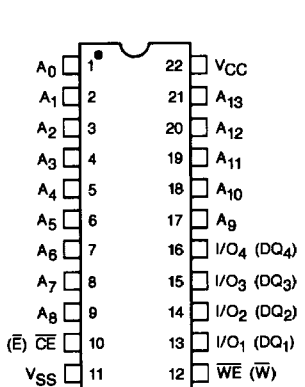 A0 1 22 VCC
A1 2 21 A13
A2 3 20 A12
A3 4 19 A11
A4 5 18 A10
A5 6 17 A9
A6 7 16 I/O4 (DQ4)
A7 8 15 I/O3 (DQ3)
A8 9 14 I/O2 (DQ2)
(E̅) C̅E̅ 10 13 I/O1 (DQ1)
VSS 11 12 W̅E̅ (W̅)